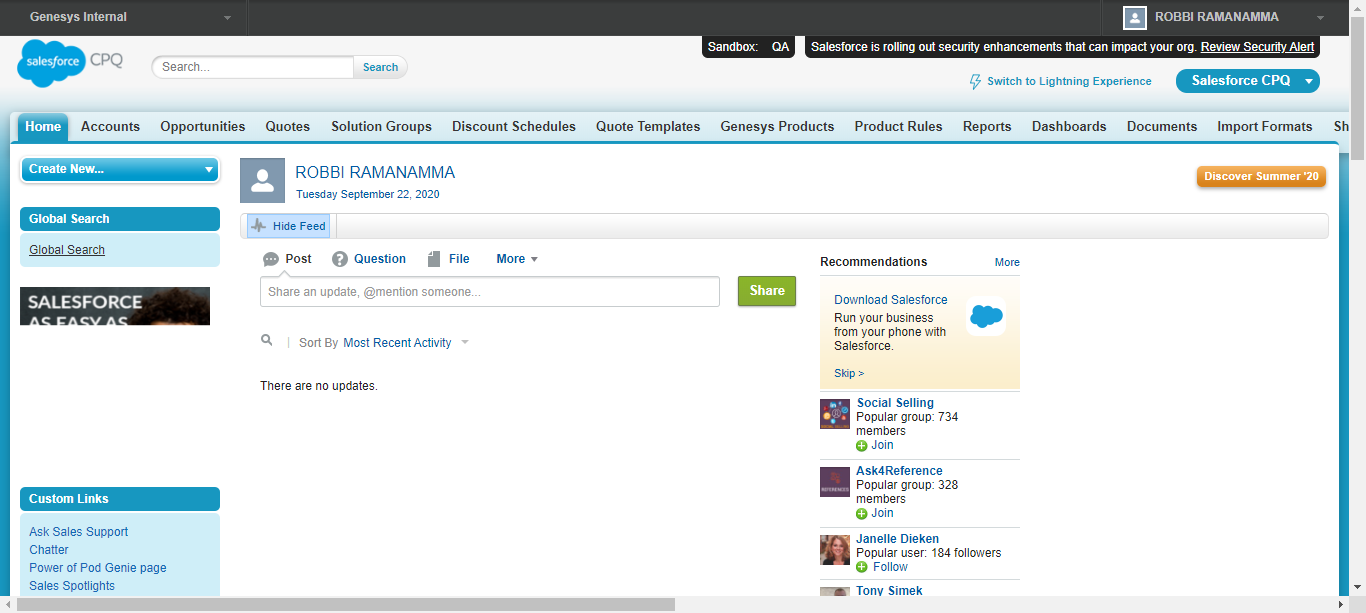 Genesys Internal
ROBBI RAMANAMMA
Sandbox: QA
Salesforce is rolling out security enhancements that can impact your org. Review Security Alert
salesforce CPQ
Search...
Search
Switch to Lightning Experience
Salesforce CPQ
Home Accounts Opportunities Quotes Solution Groups Discount Schedules Quote Templates Genesys Products Product Rules Reports Dashboards Documents Import Formats Sh
Create New...
ROBBI RAMANAMMA
Tuesday September 22, 2020
Discover Summer '20
Global Search
Global Search
Hide Feed
Post Question File More
Share an update, @mention someone...
Share
Sort By Most Recent Activity
There are no updates.
SALESFORCE
AS EASY AS
Custom Links
Ask Sales Support
Chatter
Power of Pod Genie page
Sales Spotlights
Recommendations More
Download Salesforce
Run your business
from your phone with
Salesforce.
Skip >
Social Selling
Popular group: 734
members
Join
Ask4Reference
Popular group: 328
members
Join
Janelle Dieken
Popular user: 184 followers
Follow
Tony Simek